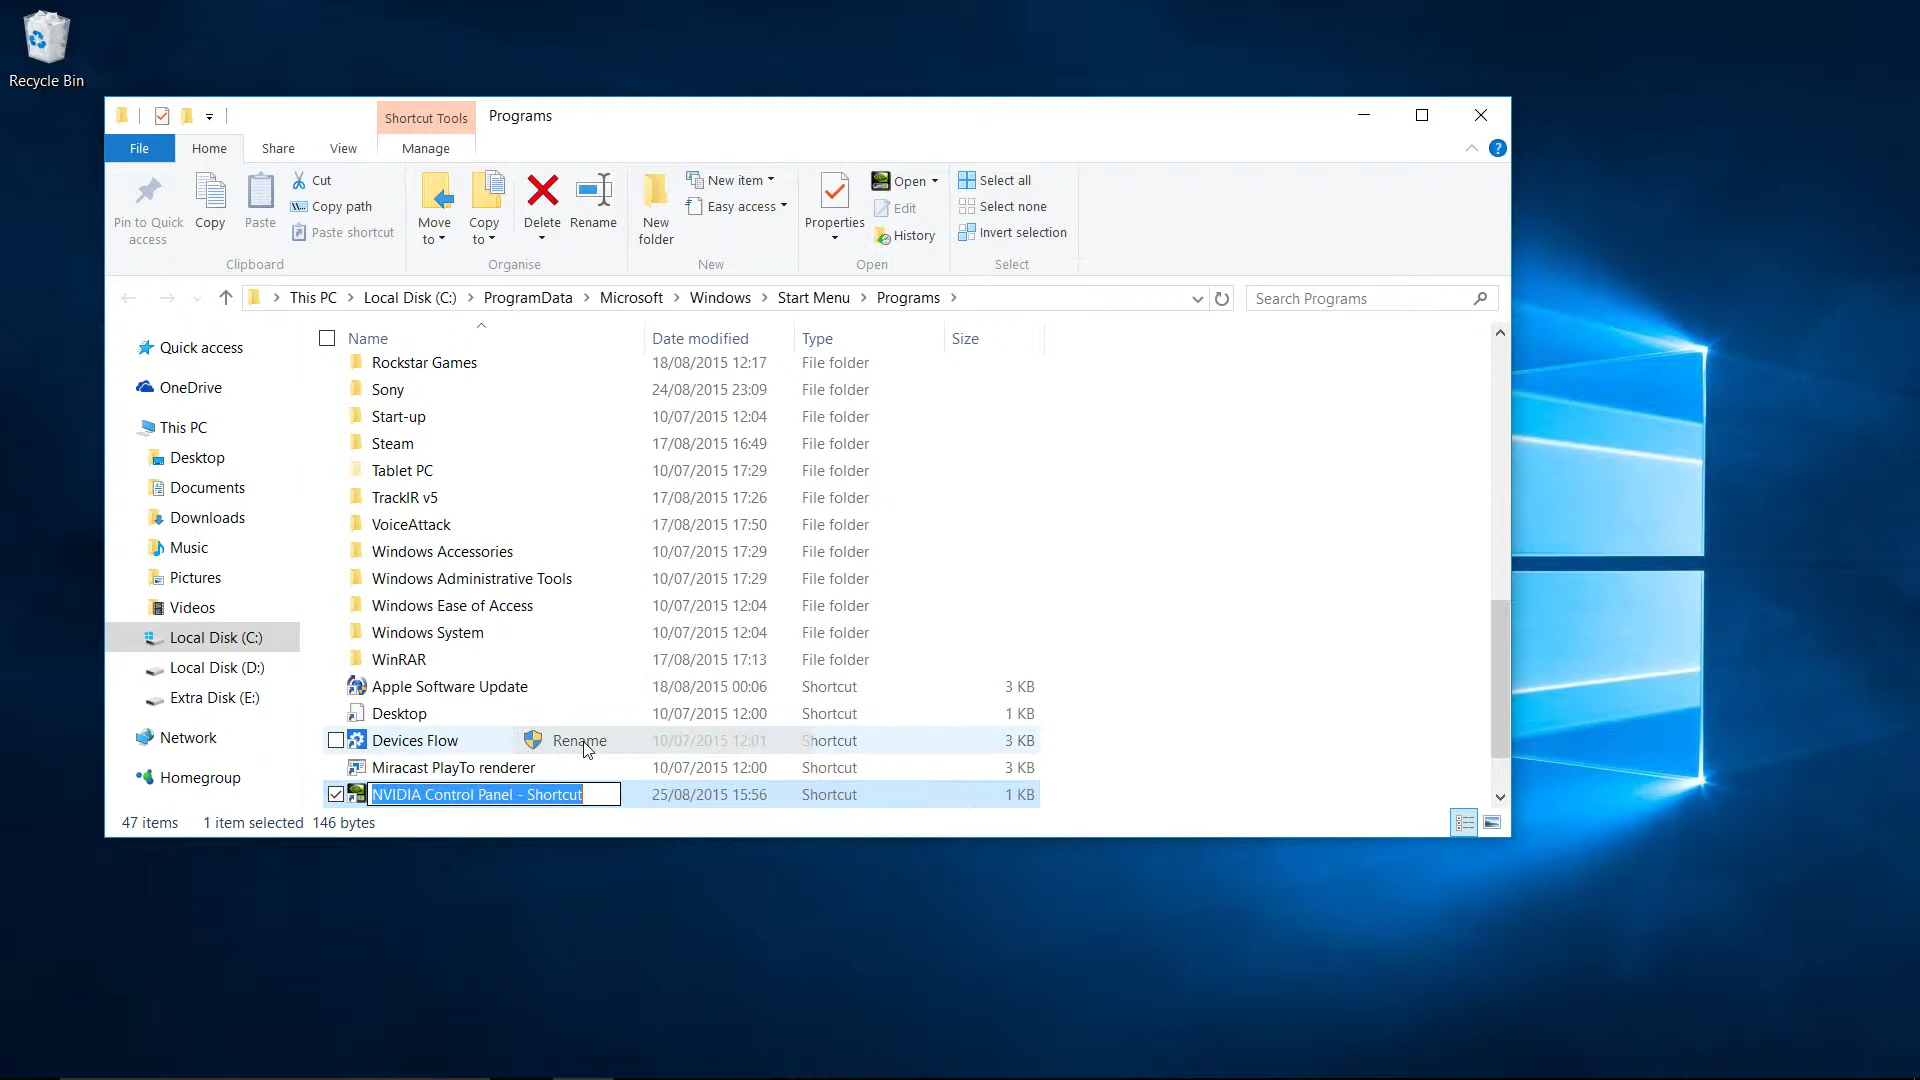 Recycle Bin
Shortcut Tools Programs
File Home Share View Manage
Pin to Quick access
Copy
Paste
Cut
Copy path
Paste shortcut
Clipboard
Move to
Copy to
Delete
Rename
Organise
New folder
New item
Easy access
New
Properties
Open
Edit
History
Open
Select all
Select none
Invert selection
Select
This PC Local Disk (C:) ProgramData Microsoft Windows Start Menu Programs
Search Programs
Quick access
OneDrive
This PC
Desktop
Documents
Downloads
Music
Pictures
Videos
Local Disk (C:)
Local Disk (D:)
Extra Disk (E:)
Network
Homegroup
Name Date modified Type Size
Rockstar Games 18/08/2015 12:17 File folder
Sony 24/08/2015 23:09 File folder
Start-up 10/07/2015 12:04 File folder
Steam 17/08/2015 16:49 File folder
Tablet PC 10/07/2015 17:29 File folder
TrackIR v5 17/08/2015 17:26 File folder
VoiceAttack 17/08/2015 17:50 File folder
Windows Accessories 10/07/2015 17:29 File folder
Windows Administrative Tools 10/07/2015 17:29 File folder
Windows Ease of Access 10/07/2015 12:04 File folder
Windows System 10/07/2015 12:04 File folder
WinRAR 17/08/2015 17:13 File folder
Apple Software Update 18/08/2015 00:06 Shortcut 3 KB
Desktop 10/07/2015 12:00 Shortcut 1 KB
Devices Flow Rename 10/07/2015 12:01 Shortcut 3 KB
Miracast PlayTo renderer 10/07/2015 12:00 Shortcut 3 KB
NVIDIA Control Panel - Shortcut 25/08/2015 15:56 Shortcut 1 KB
47 items 1 item selected 146 bytes